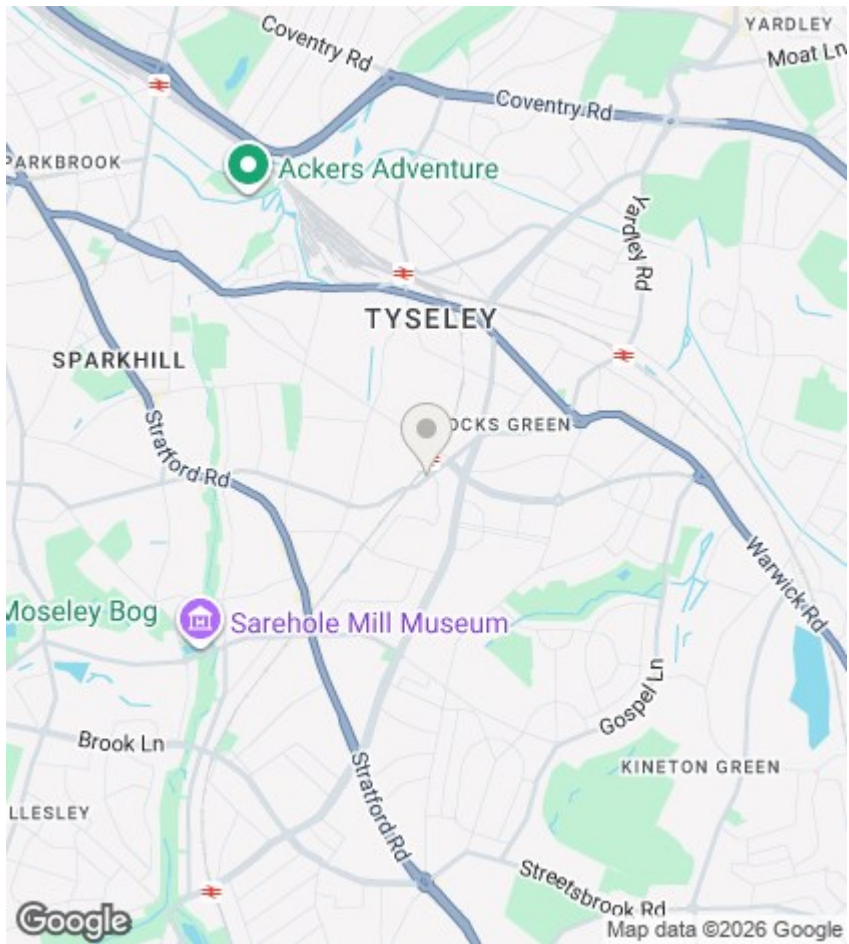 YARDLEY
Coventry Rd
Moat Ln
Coventry Rd
PARKBROOK
Ackers Adventure
Yardley Rd
TYSELEY
SPARKHILL
OCKS GREEN
Stratford Rd
Warwick Rd
Moseley Bog
Sarehole Mill Museum
Gospel Ln
Brook Ln
KINETON GREEN
LLESLEY
Stratford Rd
Streetsbrook Rd
Google
Map data ©2026 Google